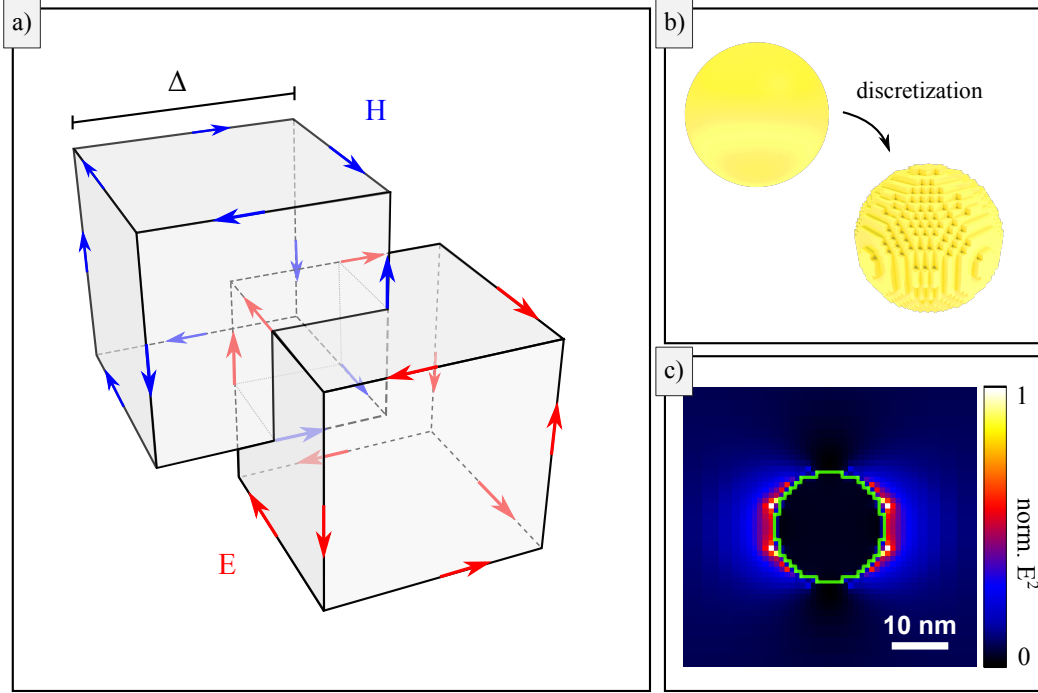 a)
Δ
H
E
b)
discretization
c)
1
norm. E²
0
10 nm